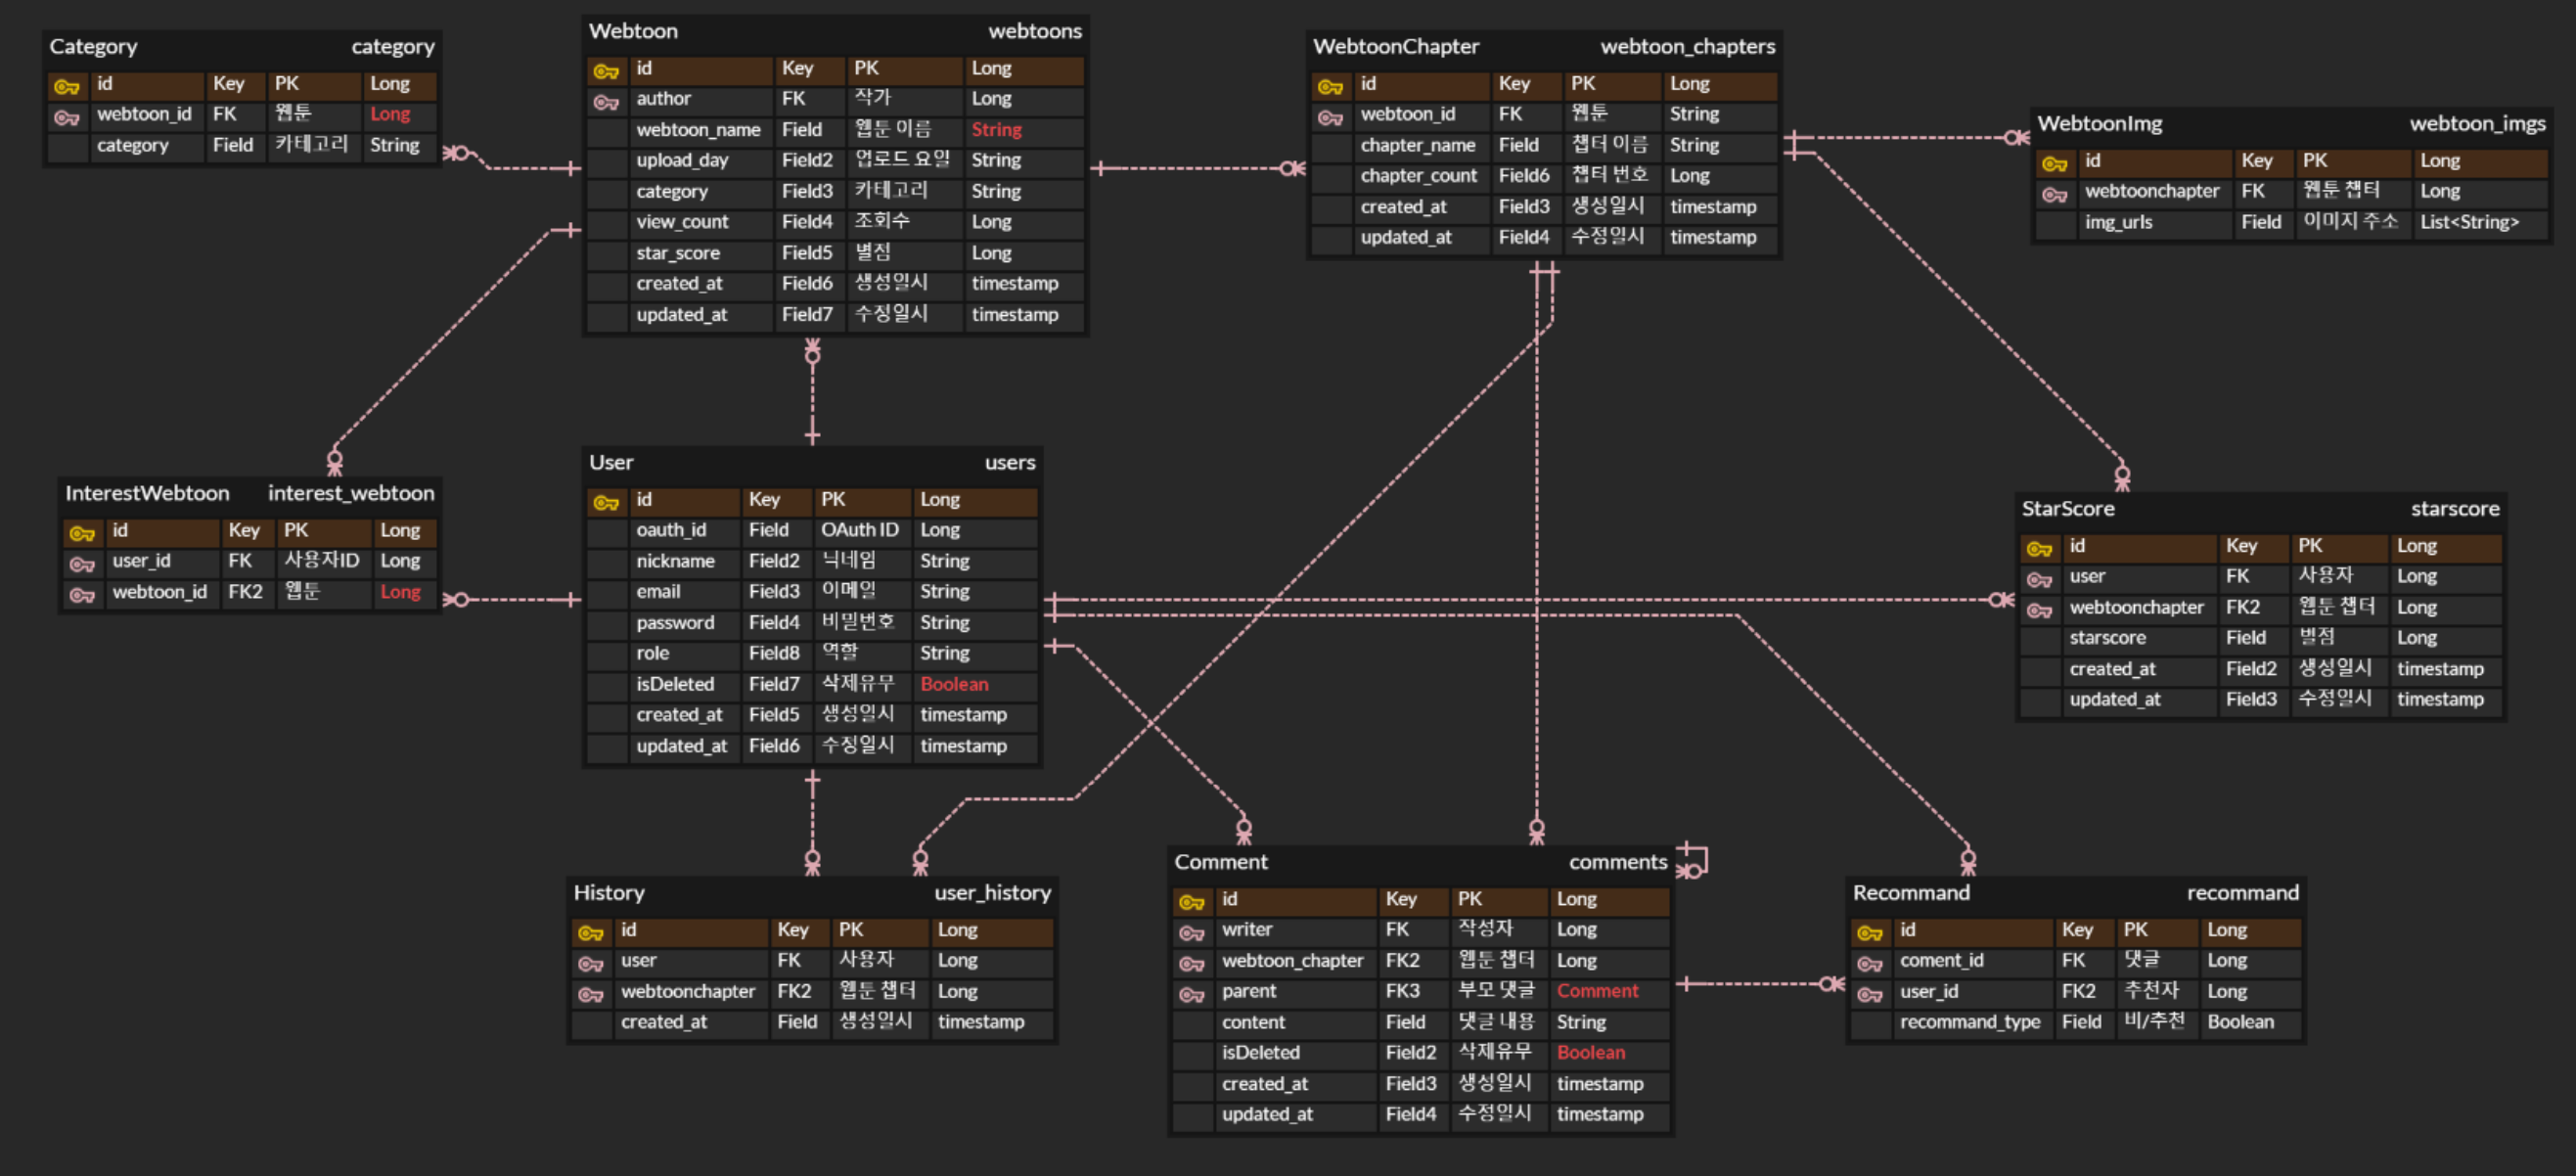 Category category
id Key PK Long
webtoon_id FK 웹툰 Long
category Field 카테고리 String
Webtoon webtoons
id Key PK Long
author FK 작가 Long
webtoon_name Field 웹툰 이름 String
upload_day Field2 업로드 요일 String
category Field3 카테고리 String
view_count Field4 조회수 Long
star_score Field5 별점 Long
created_at Field6 생성일시 timestamp
updated_at Field7 수정일시 timestamp
WebtoonChapter webtoon_chapters
id Key PK Long
webtoon_id FK 웹툰 String
chapter_name Field 챕터 이름 String
chapter_count Field6 챕터 번호 Long
created_at Field3 생성일시 timestamp
updated_at Field4 수정일시 timestamp
WebtoonImg webtoon_imgs
id Key PK Long
webtoonchapter FK 웹툰 챕터 Long
img_urls Field 이미지 주소 List<String>
InterestWebtoon interest_webtoon
id Key PK Long
user_id FK 사용자ID Long
webtoon_id FK2 웹툰 Long
User users
id Key PK Long
oauth_id Field OAuth ID Long
nickname Field2 닉네임 String
email Field3 이메일 String
password Field4 비밀번호 String
role Field8 역할 String
isDeleted Field7 삭제유무 Boolean
created_at Field5 생성일시 timestamp
updated_at Field6 수정일시 timestamp
StarScore starscore
id Key PK Long
user FK 사용자 Long
webtoonchapter FK2 웹툰 챕터 Long
starscore Field 별점 Long
created_at Field2 생성일시 timestamp
updated_at Field3 수정일시 timestamp
History user_history
id Key PK Long
user FK 사용자 Long
webtoonchapter FK2 웹툰 챕터 Long
created_at Field 생성일시 timestamp
Comment comments
id Key PK Long
writer FK 작성자 Long
webtoon_chapter FK2 웹툰 챕터 Long
parent FK3 부모 댓글 Comment
content Field 댓글 내용 String
isDeleted Field2 삭제유무 Boolean
created_at Field3 생성일시 timestamp
updated_at Field4 수정일시 timestamp
Recommand recommand
id Key PK Long
coment_id FK 댓글 Long
user_id FK2 추천자 Long
recommand_type Field 비/추천 Boolean